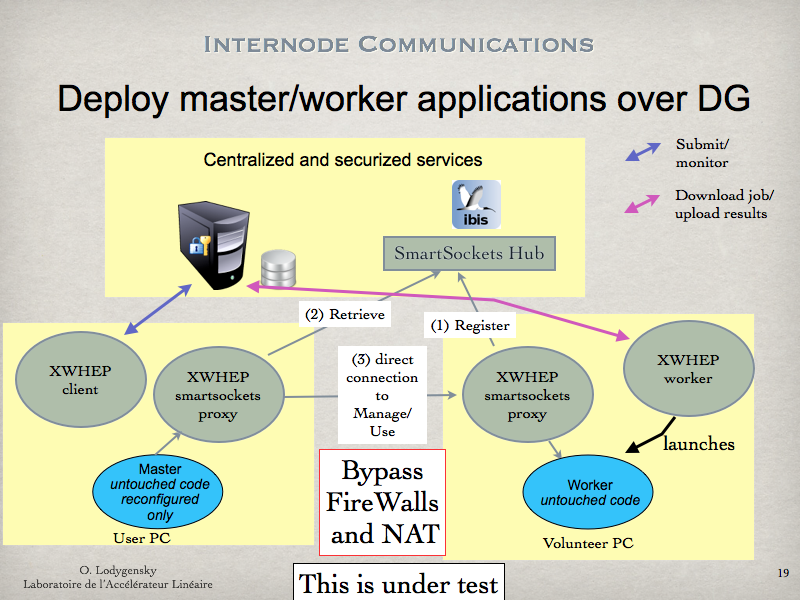 Internode Communications
Deploy master/worker applications over DG
Centralized and securized services
Submit/
monitor
Download job/
upload results
ibis
SmartSockets Hub
(2) Retrieve
(1) Register
XWHEP
client
XWHEP
smartsockets
proxy
(3) direct
connection
to
Manage/
Use
XWHEP
smartsockets
proxy
XWHEP
worker
launches
Master
untouched code
reconfigured
only
User PC
Bypass
FireWalls
and NAT
Worker
untouched code
Volunteer PC
O. Lodygensky
Laboratoire de l'Accélérateur Linéaire
This is under test
19